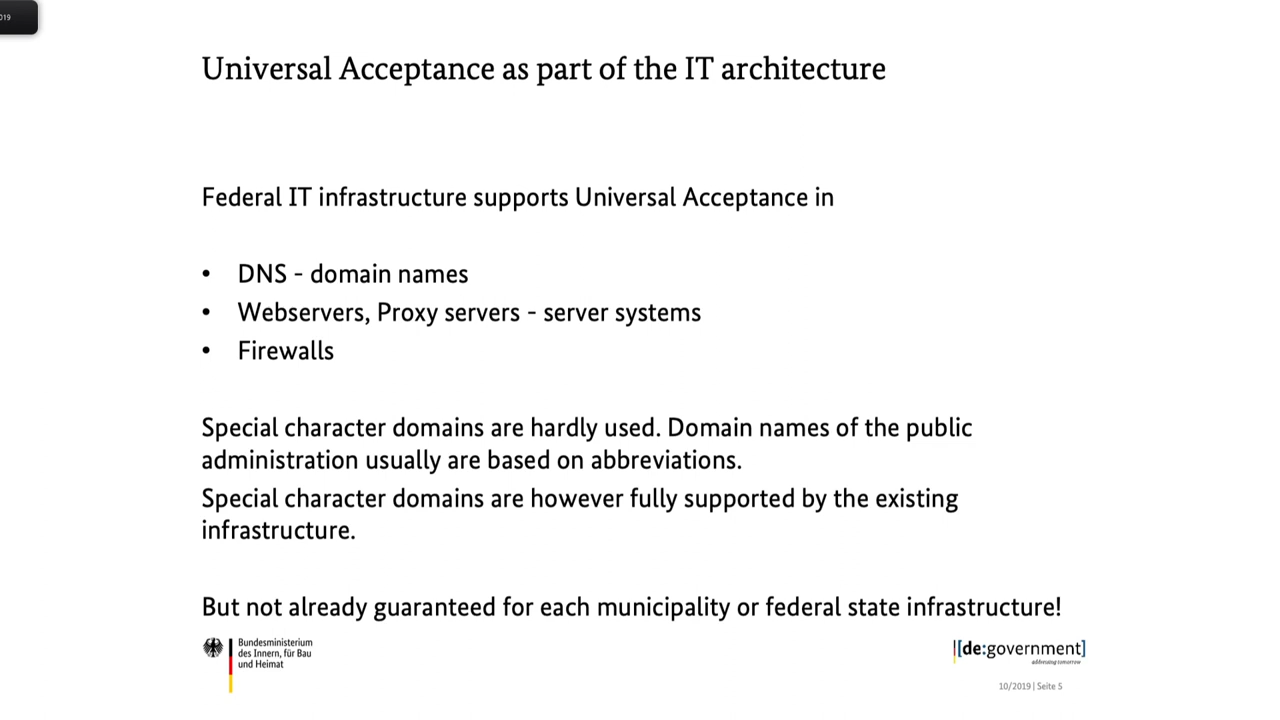 019
Universal Acceptance as part of the IT architecture
Federal IT infrastructure supports Universal Acceptance in
• DNS - domain names
• Webservers, Proxy servers - server systems
• Firewalls
Special character domains are hardly used. Domain names of the public
administration usually are based on abbreviations.
Special character domains are however fully supported by the existing
infrastructure.
But not already guaranteed for each municipality or federal state infrastructure!
Bundesministerium
des Innern, für Bau
und Heimat
|[de:government]
addressing tomorrow
10/2019 | Seite 5